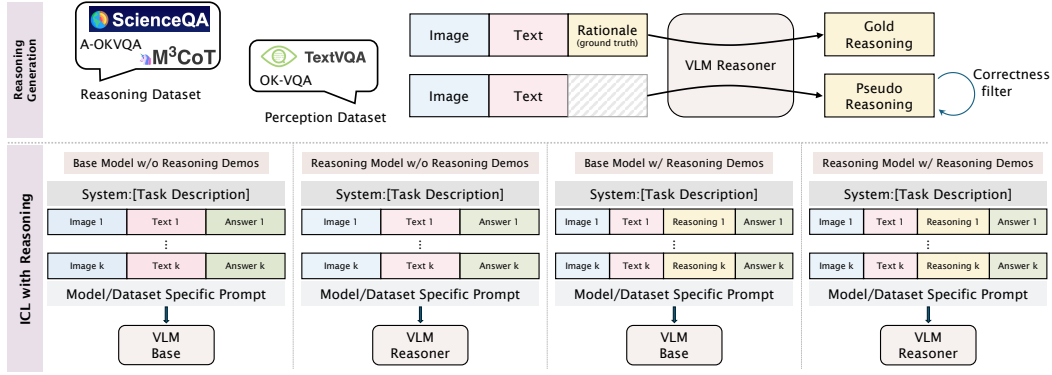 Reasoning
Generation
ScienceQA
A-OKVQA
M³CoT
Reasoning Dataset
TextVQA
OK-VQA
Perception Dataset
Image
Text
Rationale
(ground truth)
Image
Text
VLM Reasoner
Gold
Reasoning
Pseudo
Reasoning
Correctness
filter
ICL with Reasoning
Base Model w/o Reasoning Demos
System:[Task Description]
Image 1
Text 1
Answer 1
⋮
Image k
Text k
Answer k
Model/Dataset Specific Prompt
VLM
Base
Reasoning Model w/o Reasoning Demos
System:[Task Description]
Image 1
Text 1
Answer 1
⋮
Image k
Text k
Answer k
Model/Dataset Specific Prompt
VLM
Reasoner
Base Model w/ Reasoning Demos
System:[Task Description]
Image 1
Text 1
Reasoning 1
Answer 1
⋮
Image k
Text k
Reasoning k
Answer k
Model/Dataset Specific Prompt
VLM
Base
Reasoning Model w/ Reasoning Demos
System:[Task Description]
Image 1
Text 1
Reasoning 1
Answer 1
⋮
Image k
Text k
Reasoning k
Answer k
Model/Dataset Specific Prompt
VLM
Reasoner